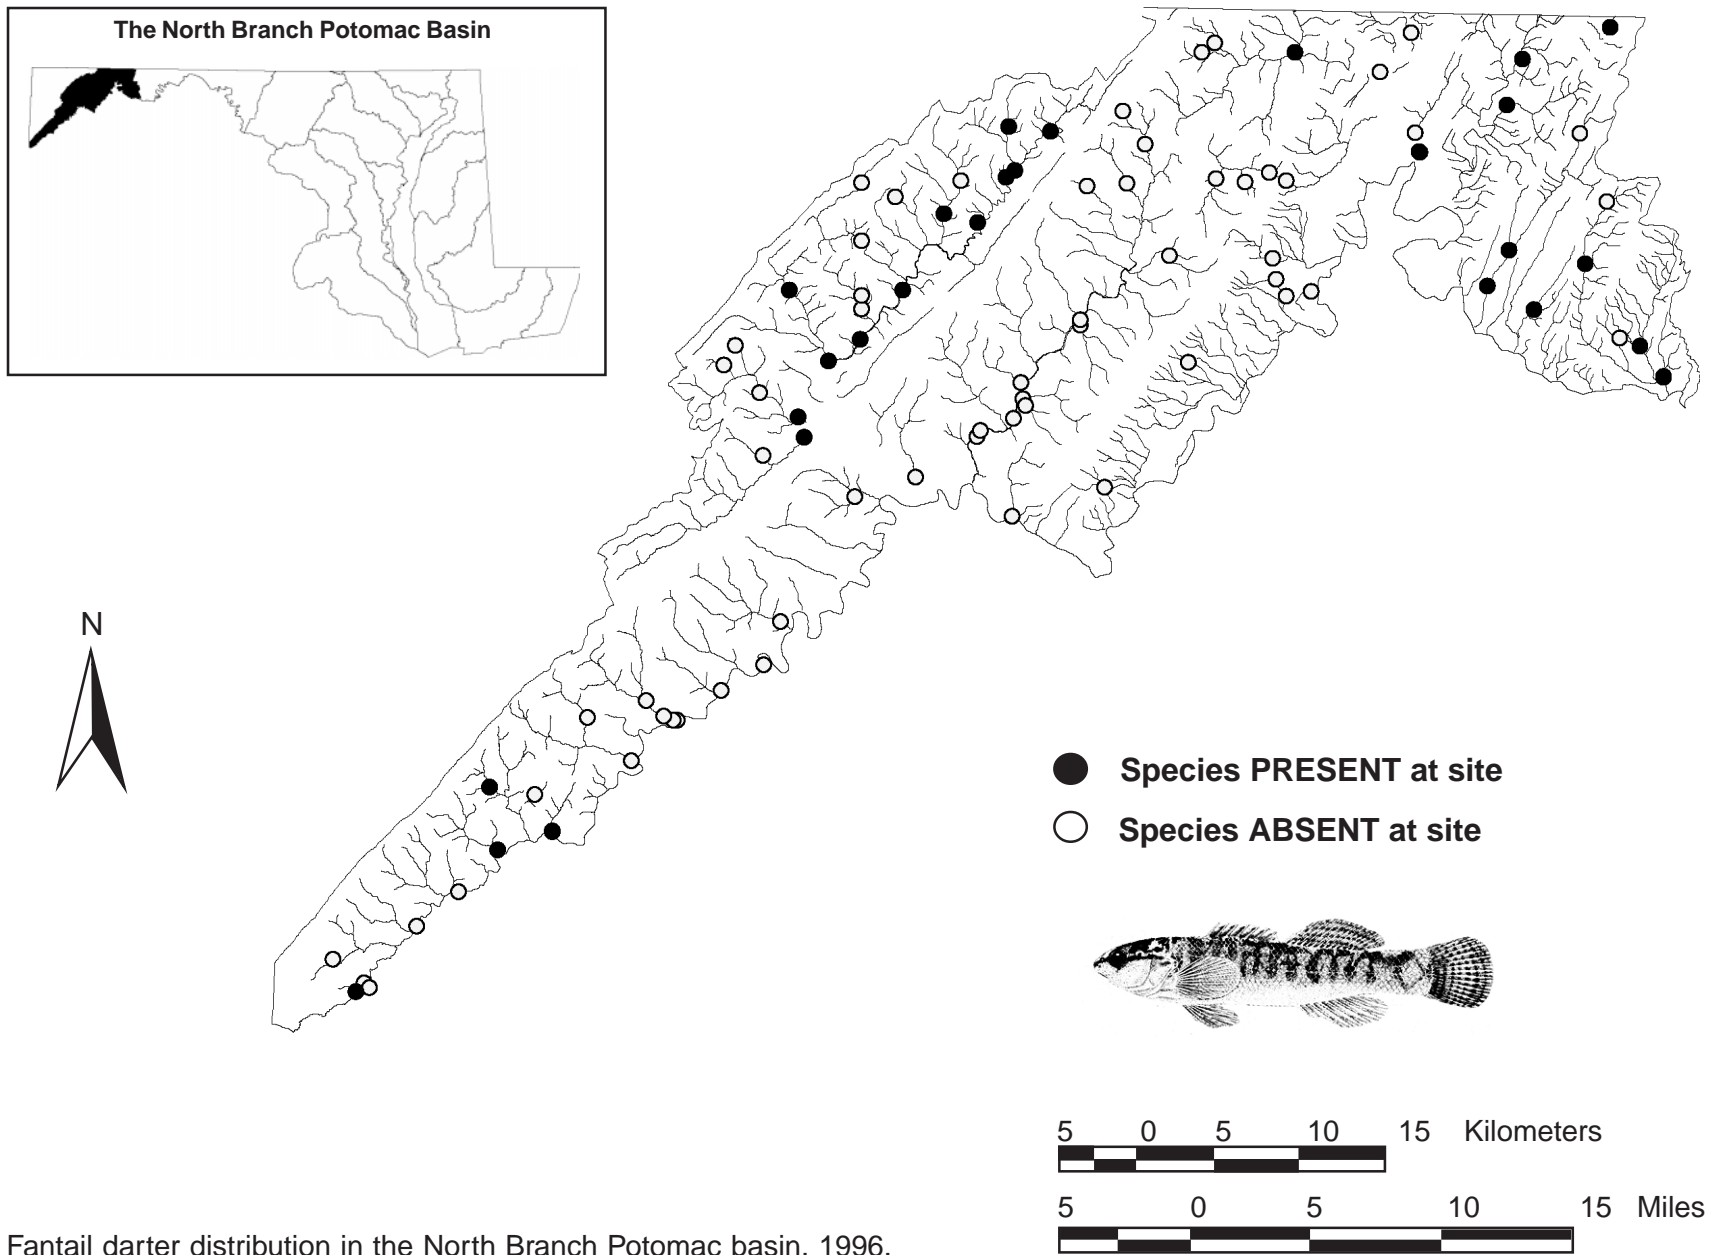 The North Branch Potomac Basin
N
Species PRESENT at site
Species ABSENT at site
5 0 5 10 15 Kilometers
5 0 5 10 15 Miles
Fantail darter distribution in the North Branch Potomac basin, 1996.